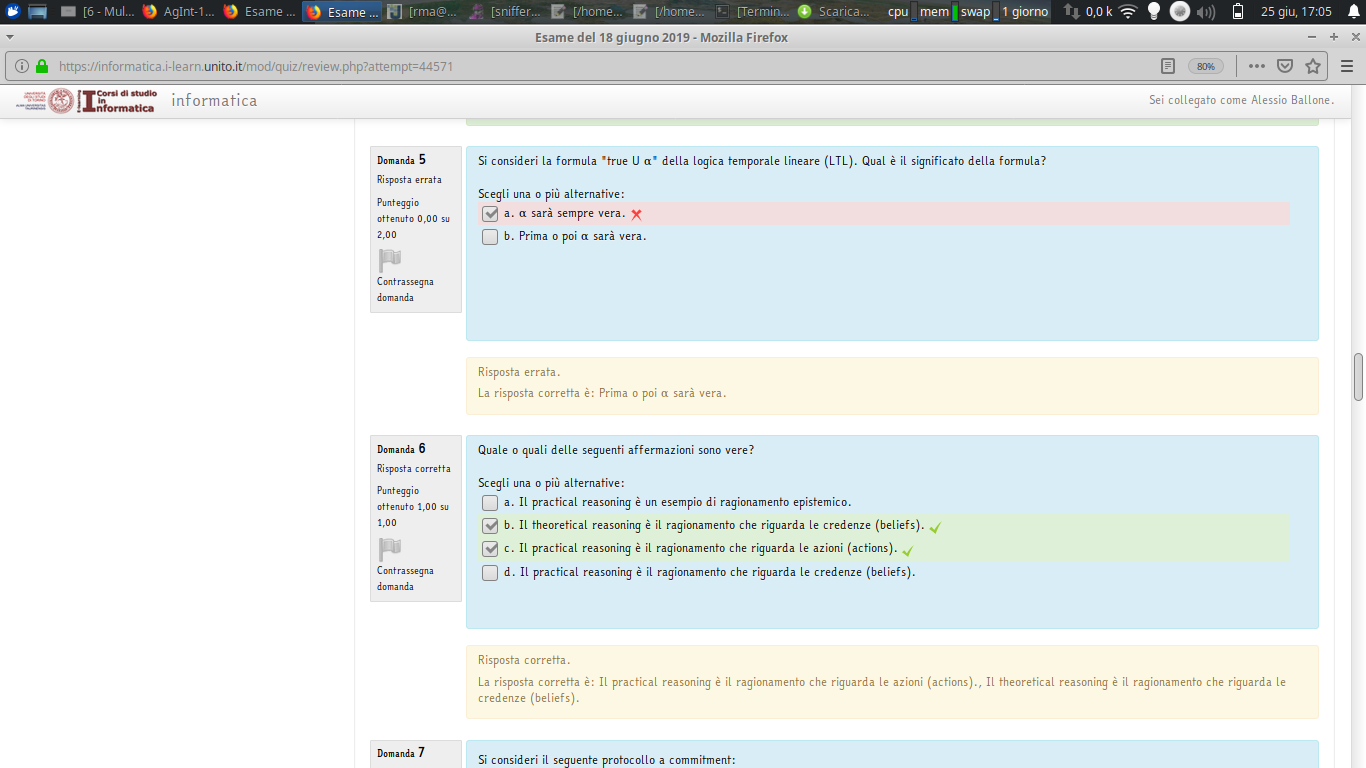 [6 - Mul... AgInt-1... Esame ... Esame ... [rma@... [sniffer... [/home... [/home... [Termin... Scarica... cpu mem swap 1 giorno 0,0 k 25 giu, 17:05
Esame del 18 giugno 2019 - Mozilla Firefox
https://informatica.i-learn.unito.it/mod/quiz/review.php?attempt=44571 80%
Corsi di studio in Informatica informatica Sei collegato come Alessio Ballone.
Domanda 5
Risposta errata
Punteggio
ottenuto 0,00 su
2,00
Contrassegna
domanda
Si consideri la formula "true U α" della logica temporale lineare (LTL). Qual è il significato della formula?
Scegli una o più alternative:
a. α sarà sempre vera.
b. Prima o poi α sarà vera.
Risposta errata.
La risposta corretta è: Prima o poi α sarà vera.
Domanda 6
Risposta corretta
Punteggio
ottenuto 1,00 su
1,00
Contrassegna
domanda
Quale o quali delle seguenti affermazioni sono vere?
Scegli una o più alternative:
a. Il practical reasoning è un esempio di ragionamento epistemico.
b. Il theoretical reasoning è il ragionamento che riguarda le credenze (beliefs).
c. Il practical reasoning è il ragionamento che riguarda le azioni (actions).
d. Il practical reasoning è il ragionamento che riguarda le credenze (beliefs).
Risposta corretta.
La risposta corretta è: Il practical reasoning è il ragionamento che riguarda le azioni (actions)., Il theoretical reasoning è il ragionamento che riguarda le
credenze (beliefs).
Domanda 7
Si consideri il seguente protocollo a commitment: